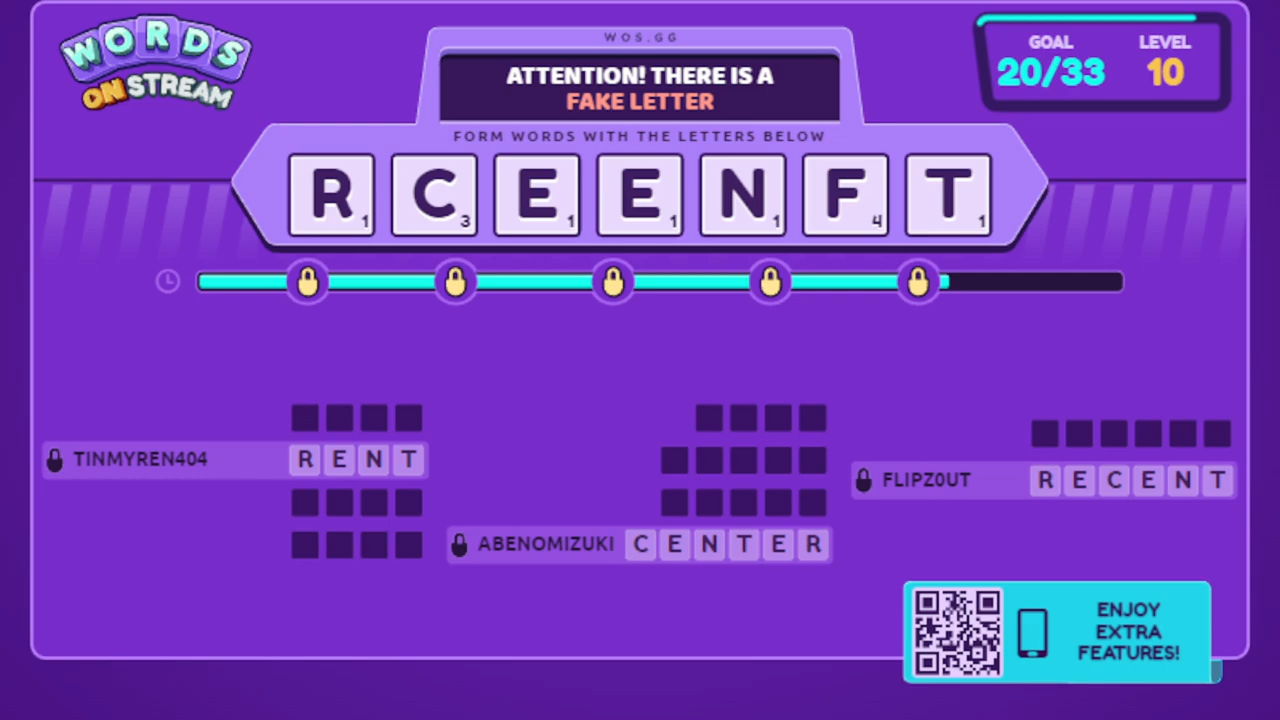 WORDS
ON STREAM
WOS.GG
ATTENTION! THERE IS A
FAKE LETTER
FORM WORDS WITH THE LETTERS BELOW
GOAL
20/33
LEVEL
10
R1 C3 E1 E1 N1 F4 T1
TINMYREN404 RENT
ABENOMIZUKI CENTER
FLIPZ0UT RECENT
ENJOY
EXTRA
FEATURES!